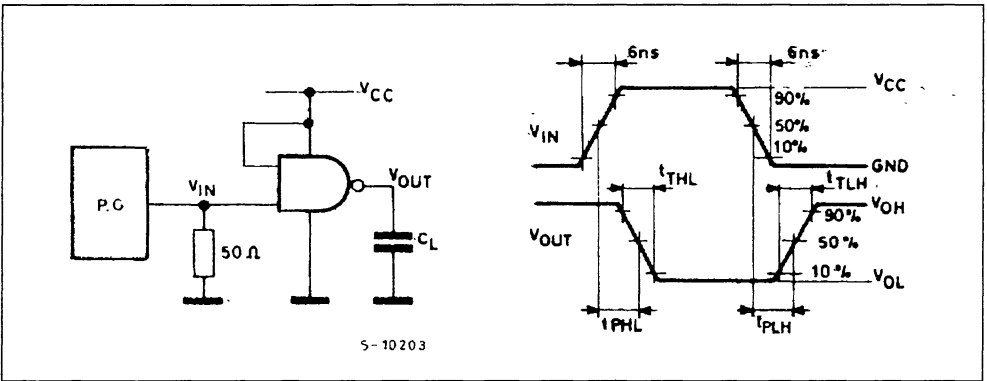 VCC
P.G
VIN
50Ω
VOUT
CL
S-10203
6ns
6ns
VCC
90%
50%
10%
VIN
GND
tTHL
tTLH
VOH
90%
VOUT
50%
10%
VOL
tPHL
tPLH